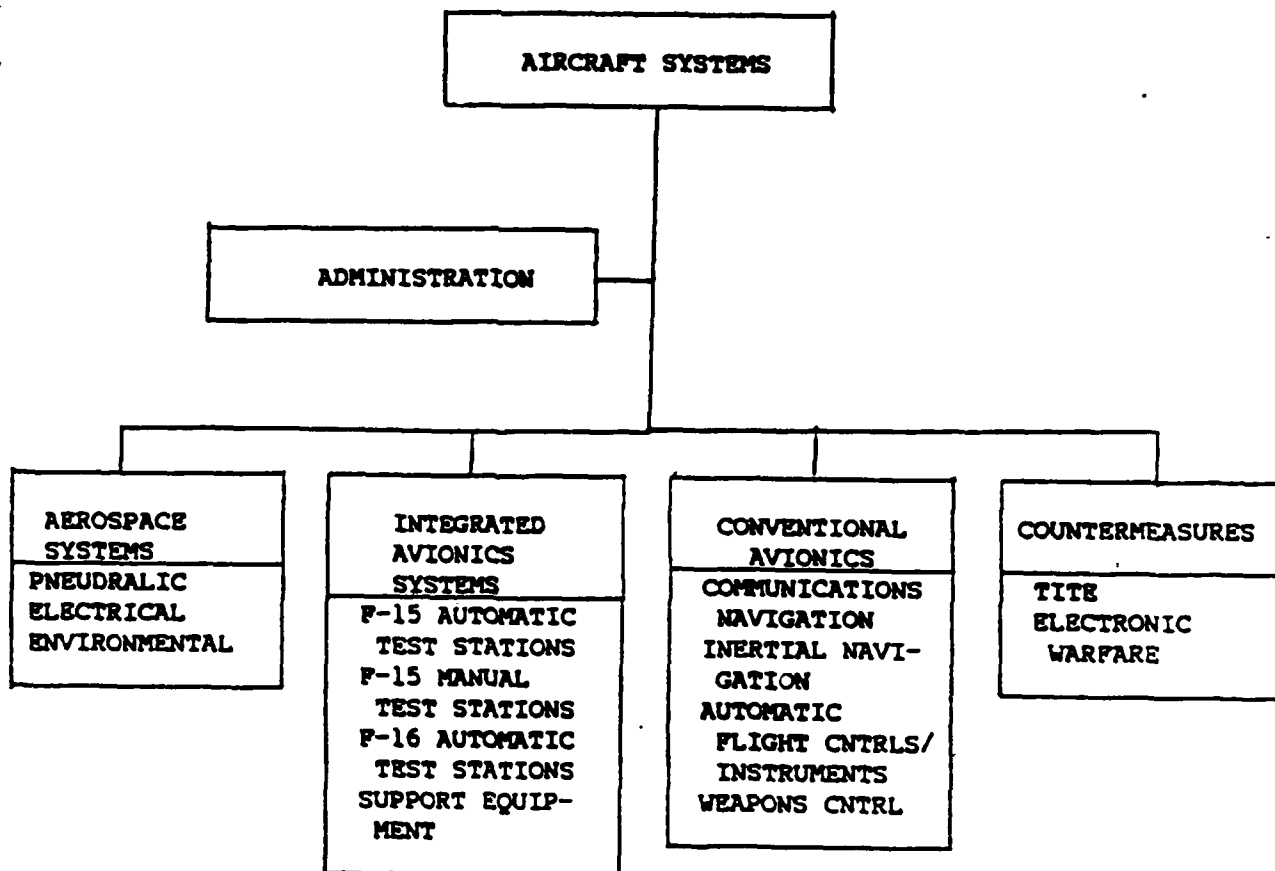 AIRCRAFT SYSTEMS
ADMINISTRATION
AEROSPACE
SYSTEMS
PNEUDRALIC
ELECTRICAL
ENVIRONMENTAL
INTEGRATED
AVIONICS
SYSTEMS
F-15 AUTOMATIC
TEST STATIONS
F-15 MANUAL
TEST STATIONS
F-16 AUTOMATIC
TEST STATIONS
SUPPORT EQUIP-
MENT
CONVENTIONAL
AVIONICS
COMMUNICATIONS
NAVIGATION
INERTIAL NAVI-
GATION
AUTOMATIC
FLIGHT CNTRLS/
INSTRUMENTS
WEAPONS CNTRL
COUNTERMEASURES
TITE
ELECTRONIC
WARFARE